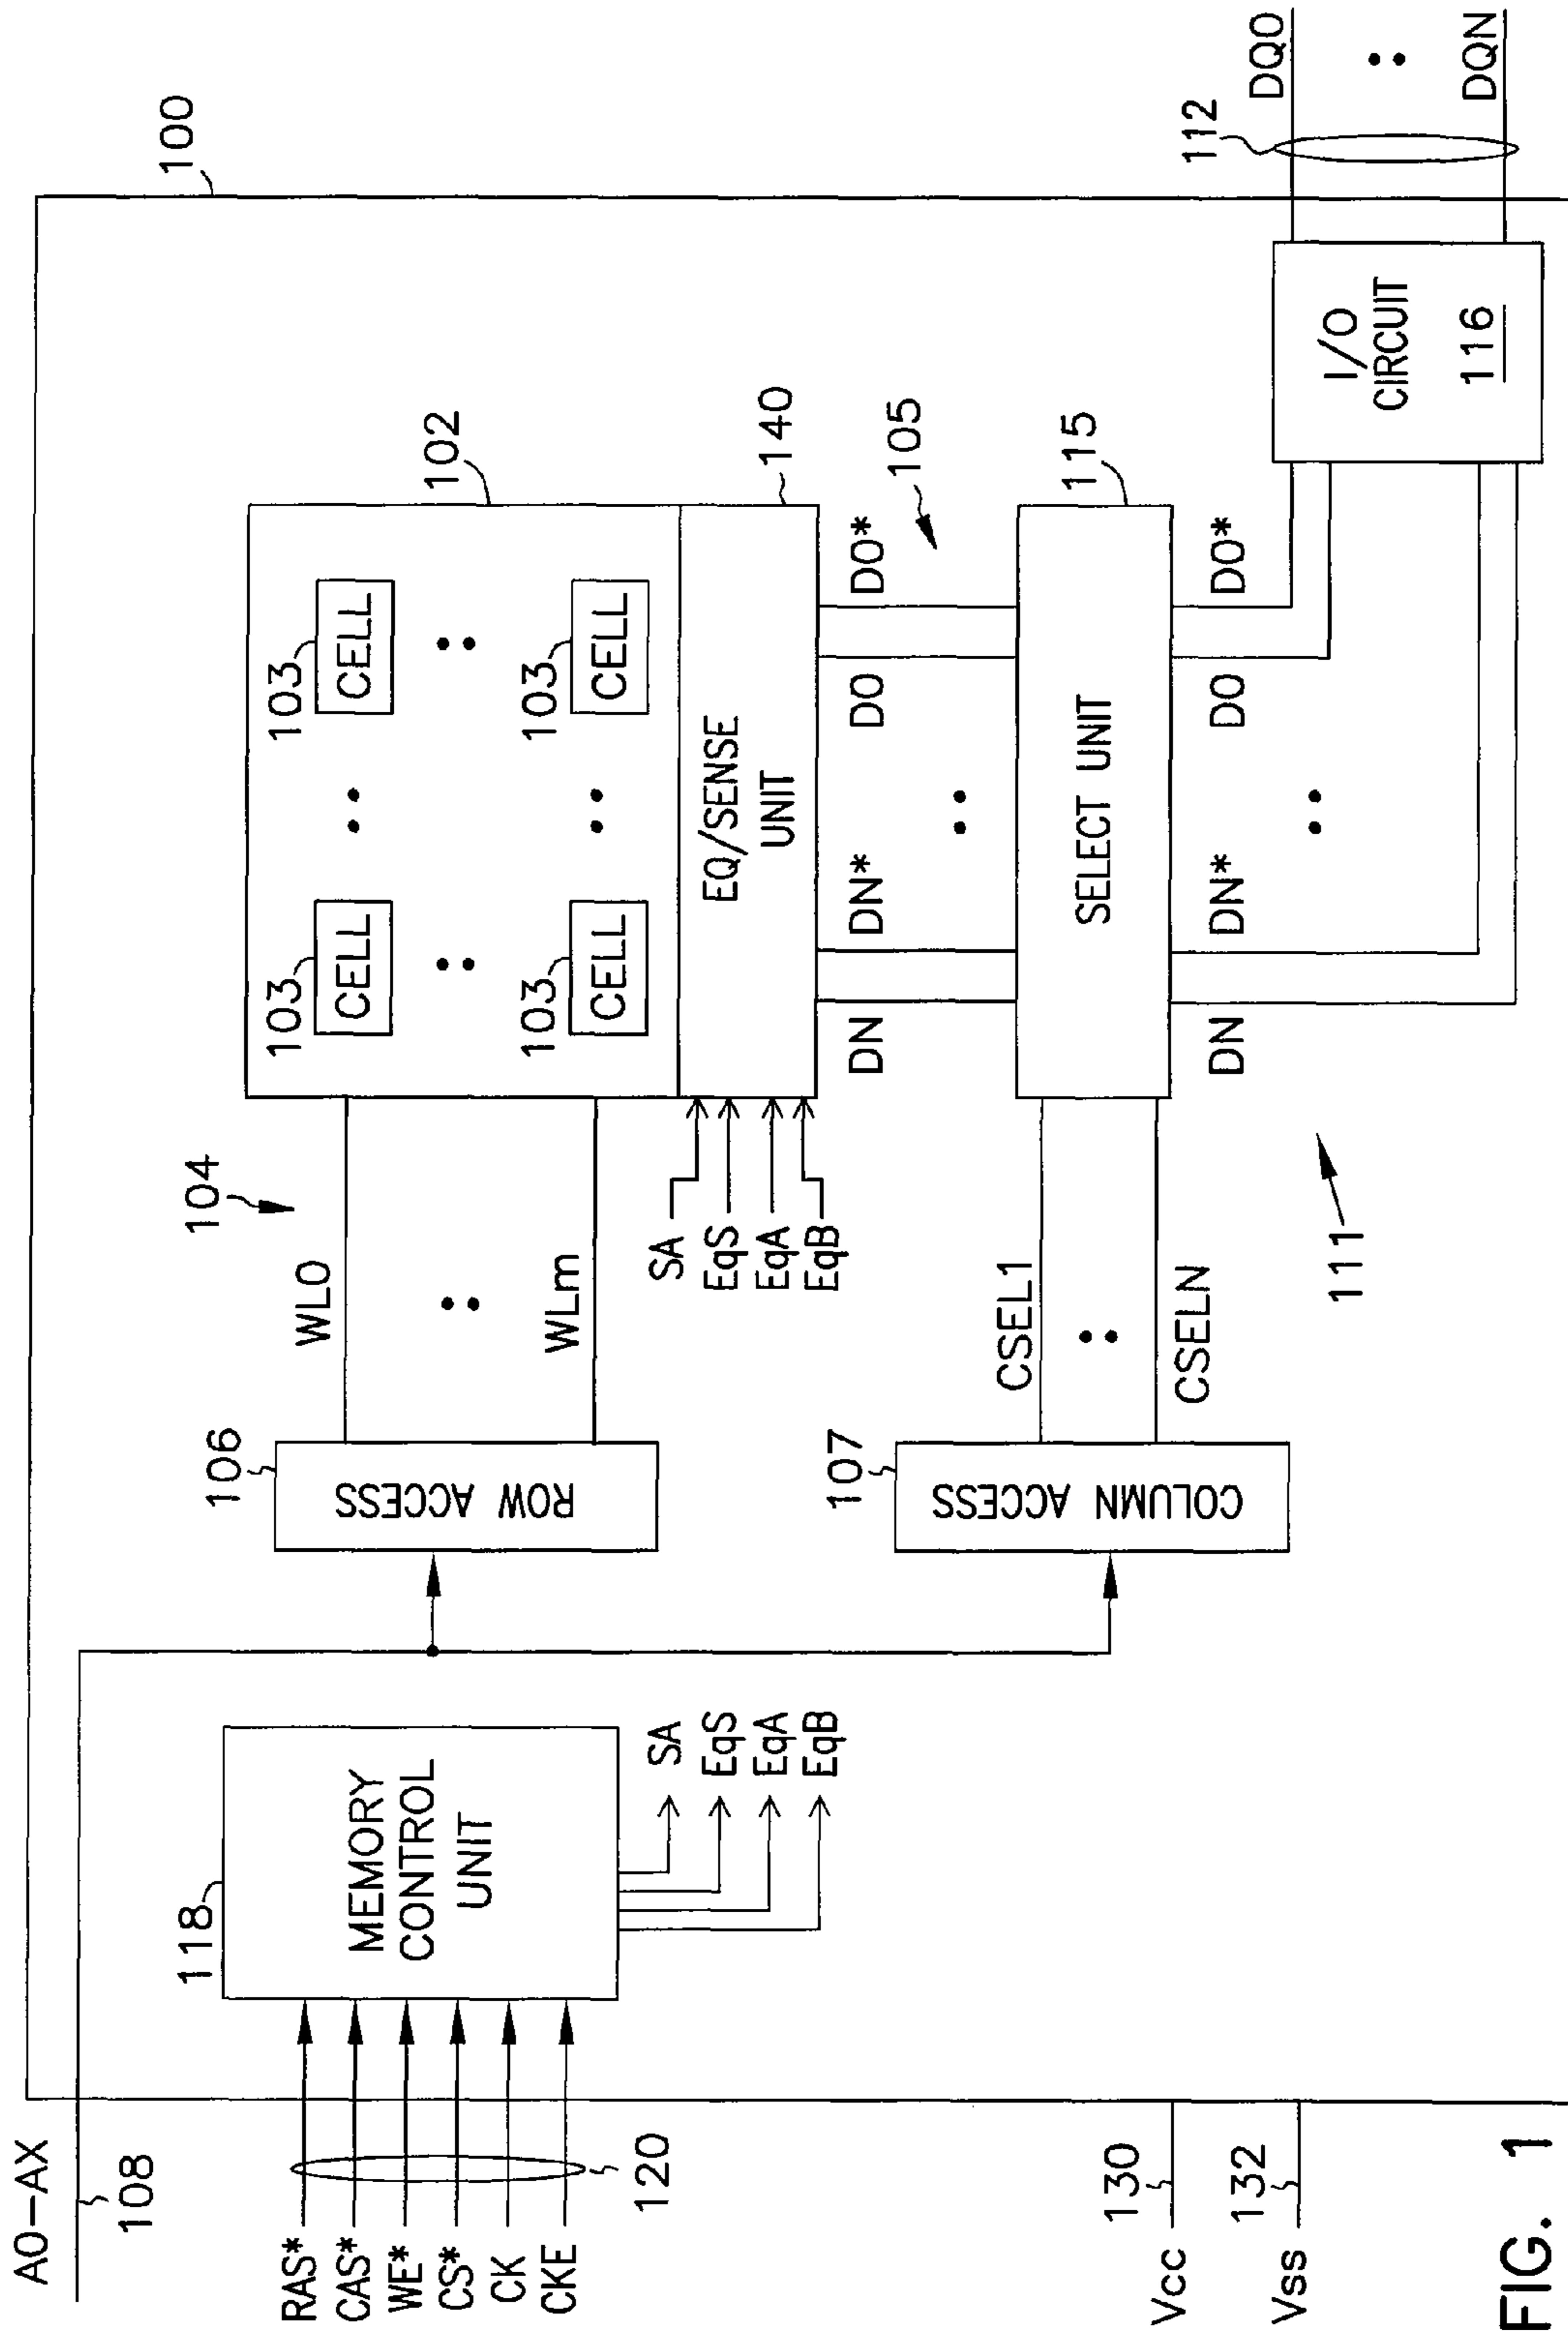 A0-AX
108
100
118
MEMORY
CONTROL
UNIT
RAS*
CAS*
WE*
CS*
CK
CKE
120
SA
EqS
EqA
EqB
106
ROW ACCESS
104
WL0
WLm
102
103
CELL
103
CELL
103
CELL
103
CELL
EQ/SENSE
UNIT
140
SA
EqS
EqA
EqB
DN
DN*
D0
D0*
105
107
COLUMN ACCESS
CSEL1
CSELN
SELECT UNIT
115
DN
DN*
D0
D0*
111
I/O
CIRCUIT
116
112
DQ0
DQN
Vcc
130
Vss
132
FIG. 1